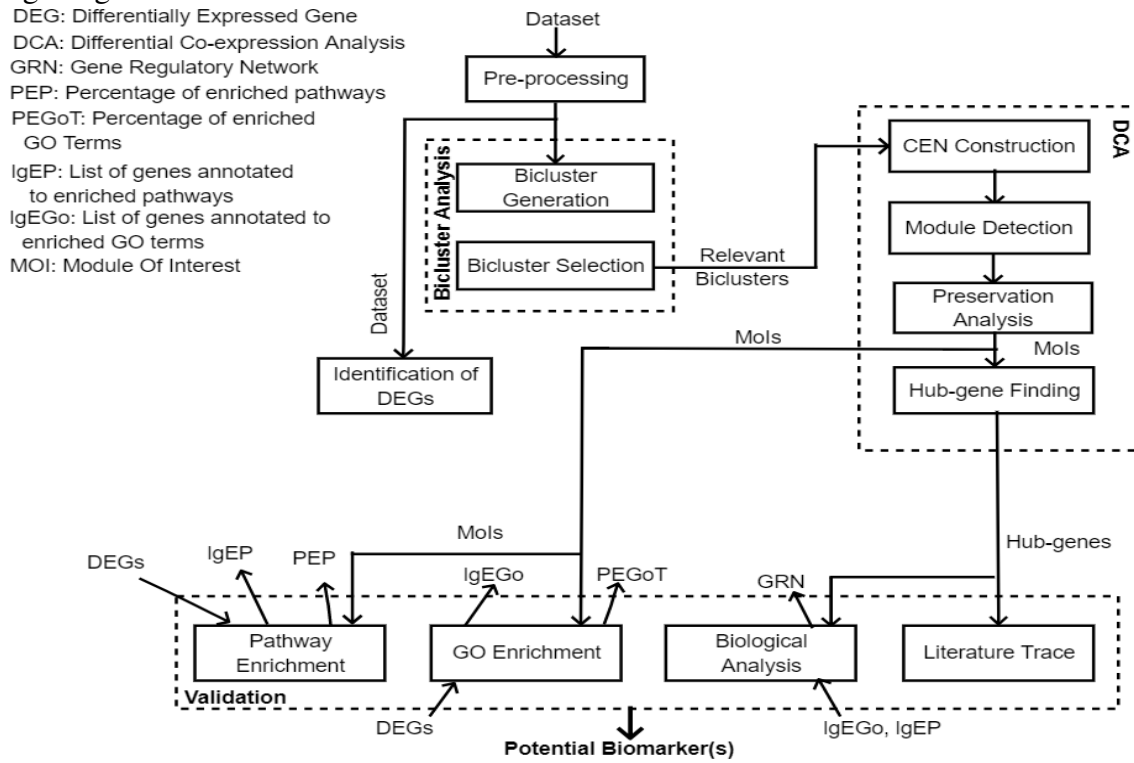 DEG: Differentially Expressed Gene
DCA: Differential Co-expression Analysis
GRN: Gene Regulatory Network
PEP: Percentage of enriched pathways
PEGoT: Percentage of enriched
GO Terms
lgEP: List of genes annotated
to enriched pathways
lgEGo: List of genes annotated to
enriched GO terms
MOI: Module Of Interest
Dataset
Pre-processing
Bicluster Analysis
Bicluster
Generation
Bicluster Selection
Relevant
Biclusters
Dataset
Identification of
DEGs
DCA
CEN Construction
Module Detection
Preservation
Analysis
MoIs
MoIs
Hub-gene Finding
MoIs
Hub-genes
DEGs
lgEP
PEP
lgEGo
PEGoT
GRN
Pathway
Enrichment
GO Enrichment
Biological
Analysis
Literature Trace
Validation
DEGs
lgEGo, lgEP
Potential Biomarker(s)